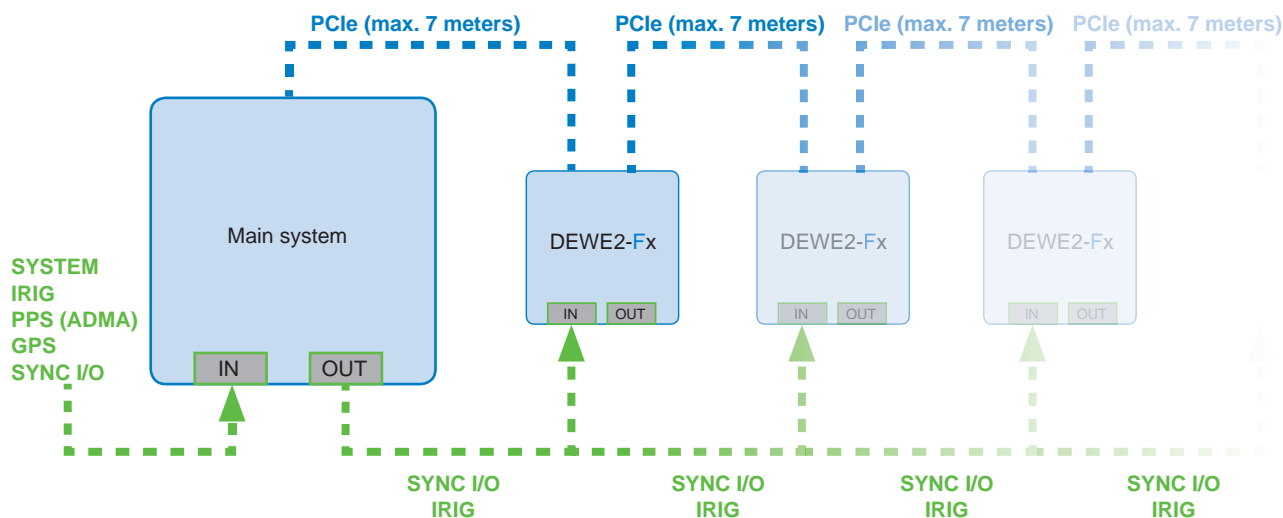 PCIe (max. 7 meters)
PCIe (max. 7 meters)
PCIe (max. 7 meters)
PCIe (max. 7 meters)
Main system
DEWE2-Fx
DEWE2-Fx
DEWE2-Fx
SYSTEM
IRIG
PPS (ADMA)
GPS
SYNC I/O
IN
OUT
IN
OUT
IN
OUT
IN
OUT
SYNC I/O
IRIG
SYNC I/O
IRIG
SYNC I/O
IRIG
SYNC I/O
IRIG